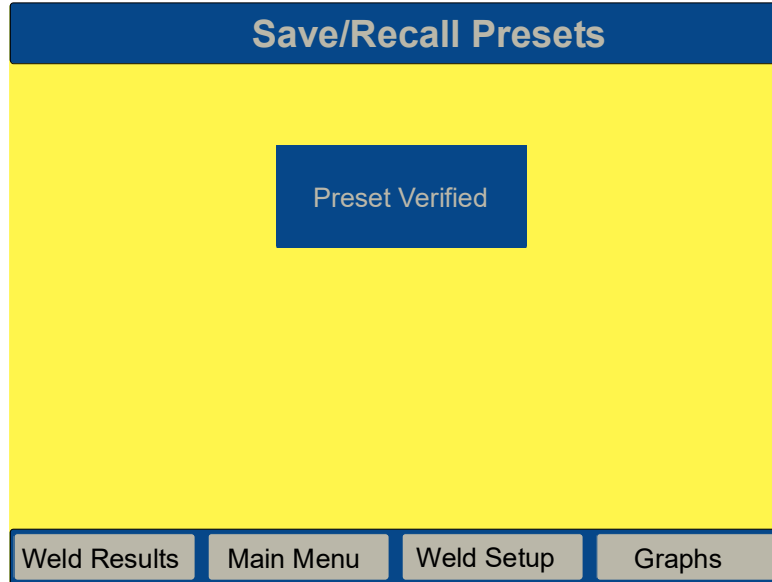 Save/Recall Presets
Preset Verified
Weld Results
Main Menu
Weld Setup
Graphs